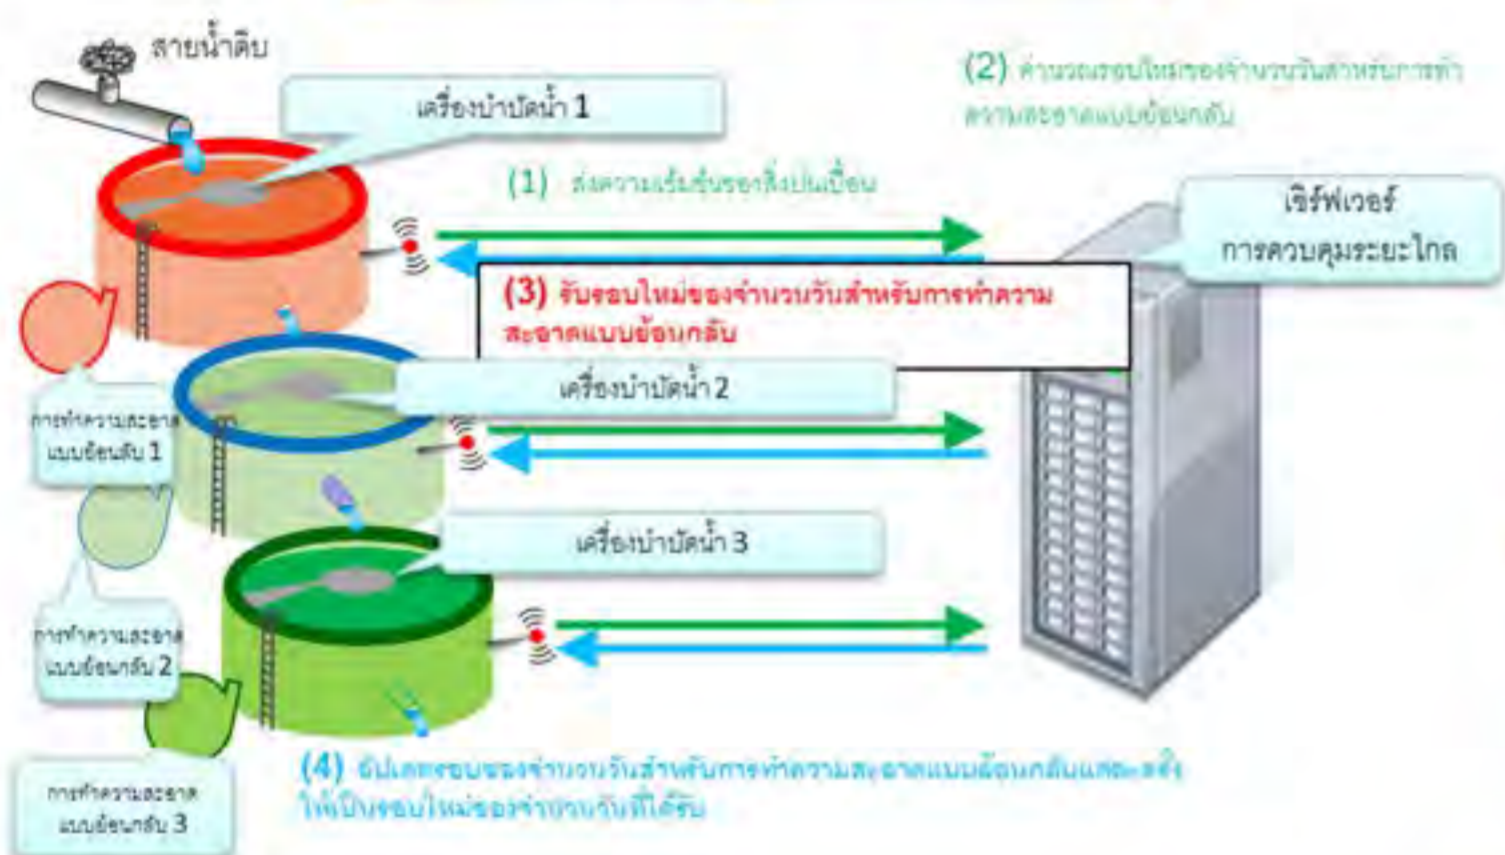 สายน้ำดิบ
เครื่องบำบัดน้ำ 1
(2) คำนวณรอบใหม่ของจำนวนวันสำหรับการทำ
ความสะอาดแบบย้อนกลับ
(1) ส่งความเข้มข้นของสิ่งปนเปื้อน
เซิร์ฟเวอร์
การควบคุมระยะไกล
(3) รับรอบใหม่ของจำนวนวันสำหรับการทำความ
สะอาดแบบย้อนกลับ
เครื่องบำบัดน้ำ 2
การทำความสะอาด
แบบย้อนลับ 1
เครื่องบำบัดน้ำ 3
การทำความสะอาด
แบบย้อนกลับ 2
(4) อัปเดตรอบของจำนวนวันสำหรับการทำความสะอาดแบบย้อนกลับแต่ละครั้ง
ให้เป็นรอบใหม่ของจำนวนวันที่ได้รับ
การทำความสะอาด
แบบย้อนกลับ 3